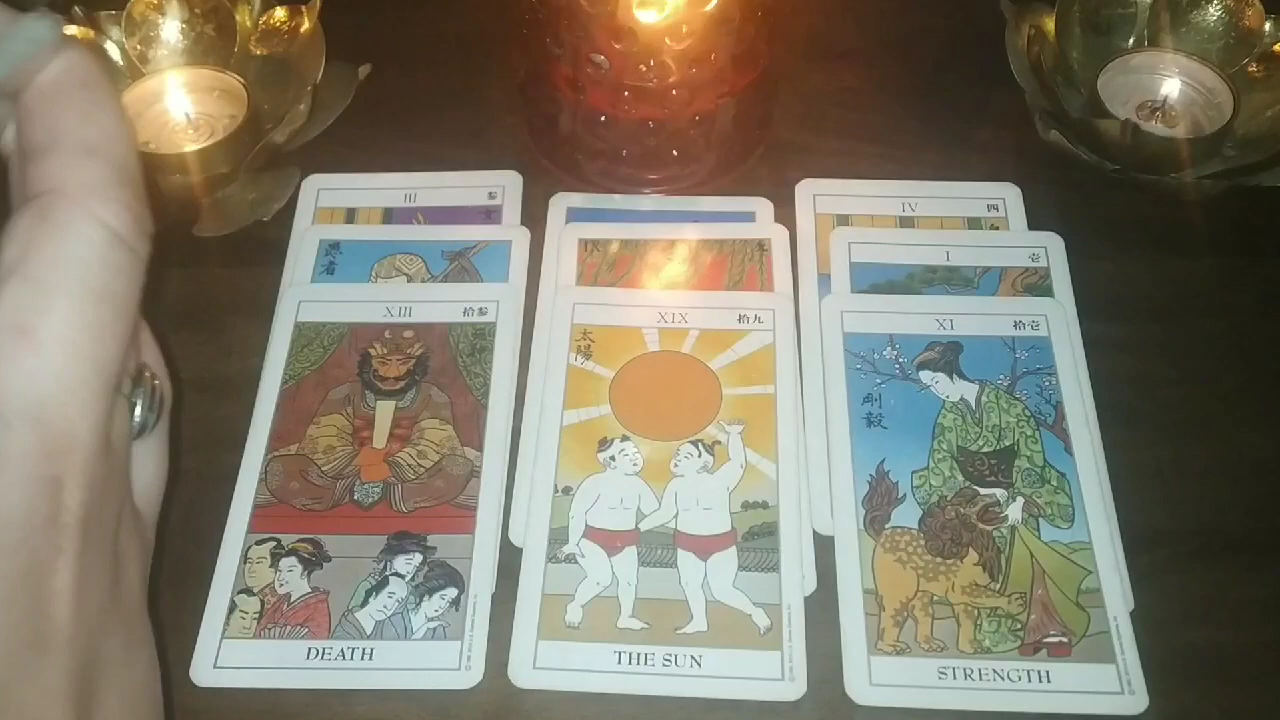 III 参
IV 四
愚者
IX
I 壱
XIII 拾参
XIX 拾九
XI 拾壱
太陽
剛毅
DEATH
THE SUN
STRENGTH